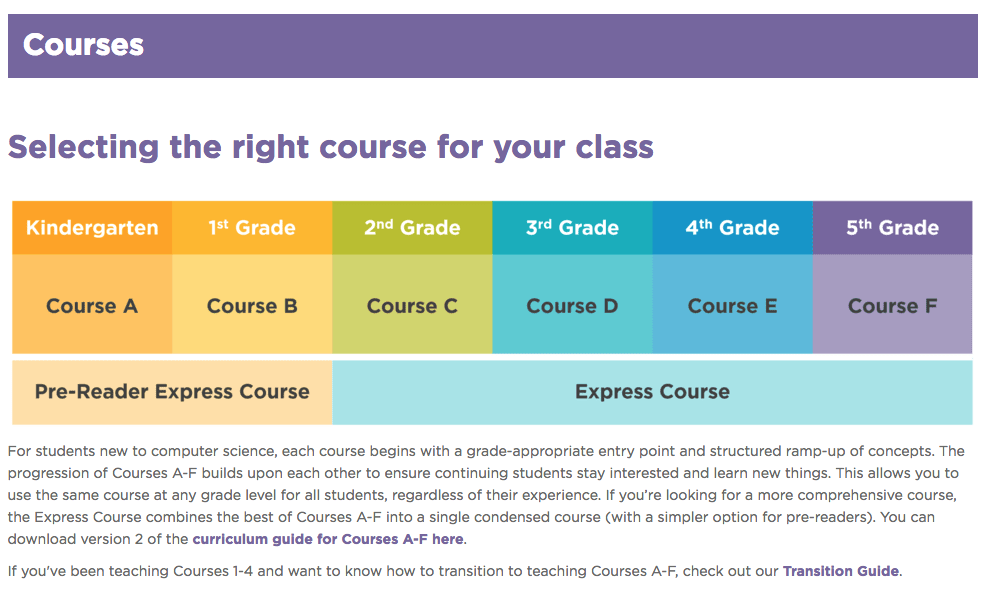 Courses
Selecting the right course for your class
Kindergarten 1st Grade 2nd Grade 3rd Grade 4th Grade 5th Grade
Course A Course B Course C Course D Course E Course F
Pre-Reader Express Course Express Course
For students new to computer science, each course begins with a grade-appropriate entry point and structured ramp-up of concepts. The
progression of Courses A-F builds upon each other to ensure continuing students stay interested and learn new things. This allows you to
use the same course at any grade level for all students, regardless of their experience. If you’re looking for a more comprehensive course,
the Express Course combines the best of Courses A-F into a single condensed course (with a simpler option for pre-readers). You can
download version 2 of the curriculum guide for Courses A-F here.
If you've been teaching Courses 1-4 and want to know how to transition to teaching Courses A-F, check out our Transition Guide.